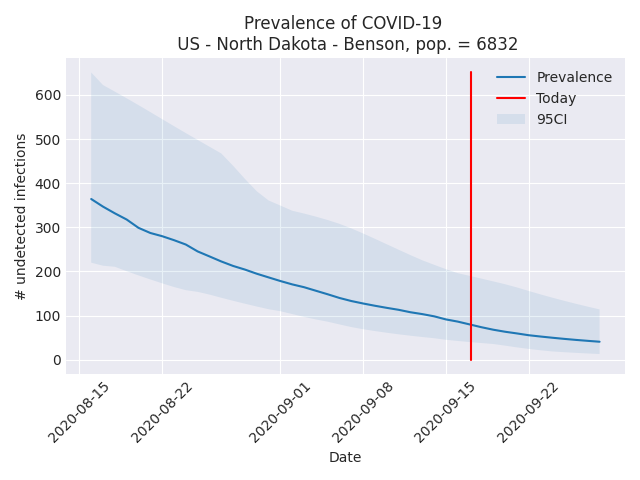 Prevalence of COVID-19
US - North Dakota - Benson, pop. = 6832
Prevalence
Today
95CI
# undetected infections
600
500
400
300
200
100
0
2020-08-15
2020-08-22
2020-09-01
2020-09-08
2020-09-15
2020-09-22
Date